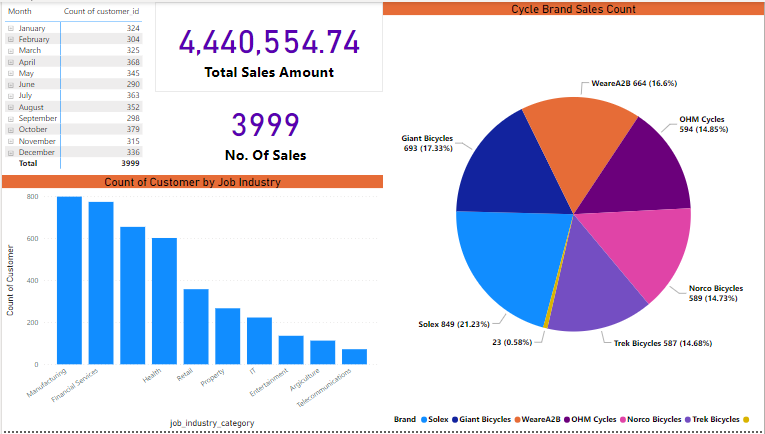 Month Count of customer_id
January 324
February 304
March 325
April 368
May 345
June 290
July 363
August 352
September 298
October 379
November 315
December 336
Total 3999
4,440,554.74
Total Sales Amount
3999
No. Of Sales
Count of Customer by Job Industry
Count of Customer
800
600
400
200
0
Manufacturing
Financial Services
Health
Retail
Property
IT
Entertainment
Argiculture
Telecommunications
job_industry_category
Cycle Brand Sales Count
WeareA2B 664 (16.6%)
OHM Cycles
594 (14.85%)
Giant Bicycles
693 (17.33%)
Norco Bicycles
589 (14.73%)
Solex 849 (21.23%)
23 (0.58%)
Trek Bicycles 587 (14.68%)
Brand Solex Giant Bicycles WeareA2B OHM Cycles Norco Bicycles Trek Bicycles